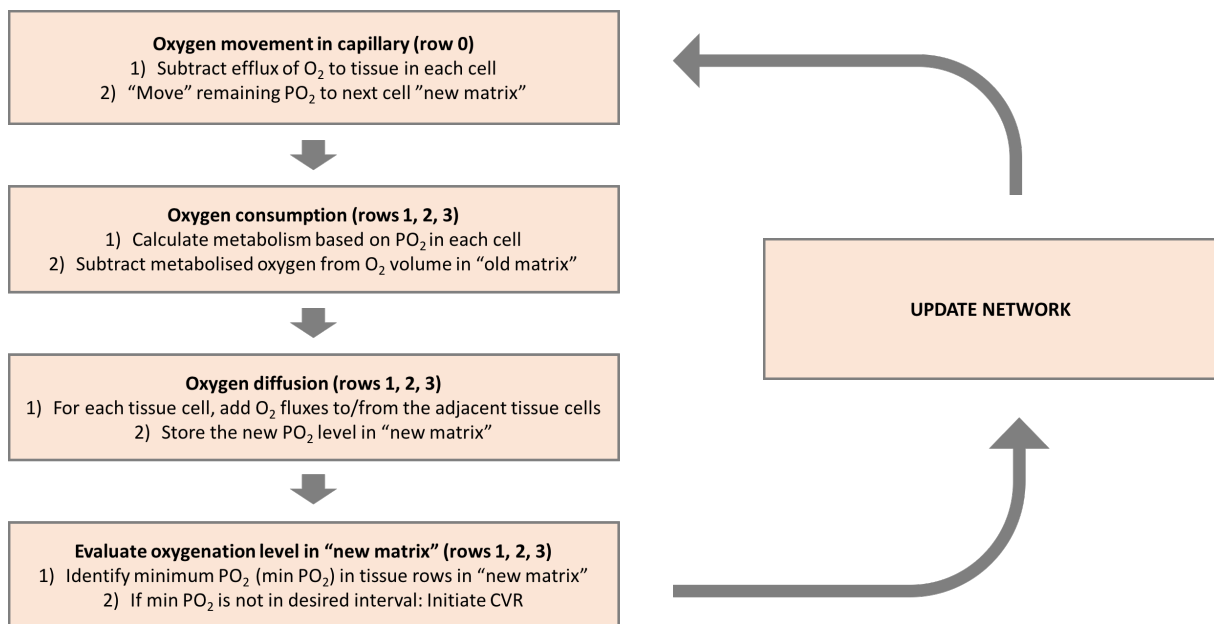 Oxygen movement in capillary (row 0)
1) Subtract efflux of O₂ to tissue in each cell
2) “Move” remaining PO₂ to next cell ”new matrix”
Oxygen consumption (rows 1, 2, 3)
1) Calculate metabolism based on PO₂ in each cell
2) Subtract metabolised oxygen from O₂ volume in “old matrix”
Oxygen diffusion (rows 1, 2, 3)
1) For each tissue cell, add O₂ fluxes to/from the adjacent tissue cells
2) Store the new PO₂ level in “new matrix”
Evaluate oxygenation level in “new matrix” (rows 1, 2, 3)
1) Identify minimum PO₂ (min PO₂) in tissue rows in “new matrix”
2) If min PO₂ is not in desired interval: Initiate CVR
UPDATE NETWORK